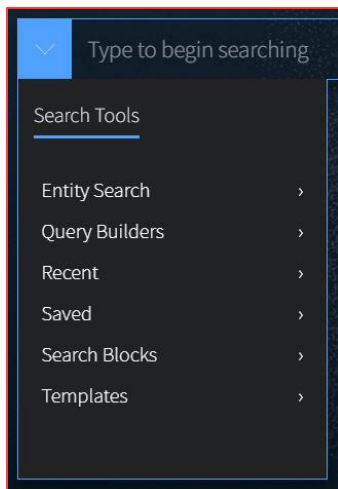 Type to begin searching
Search Tools
Entity Search ›
Query Builders ›
Recent ›
Saved ›
Search Blocks ›
Templates ›